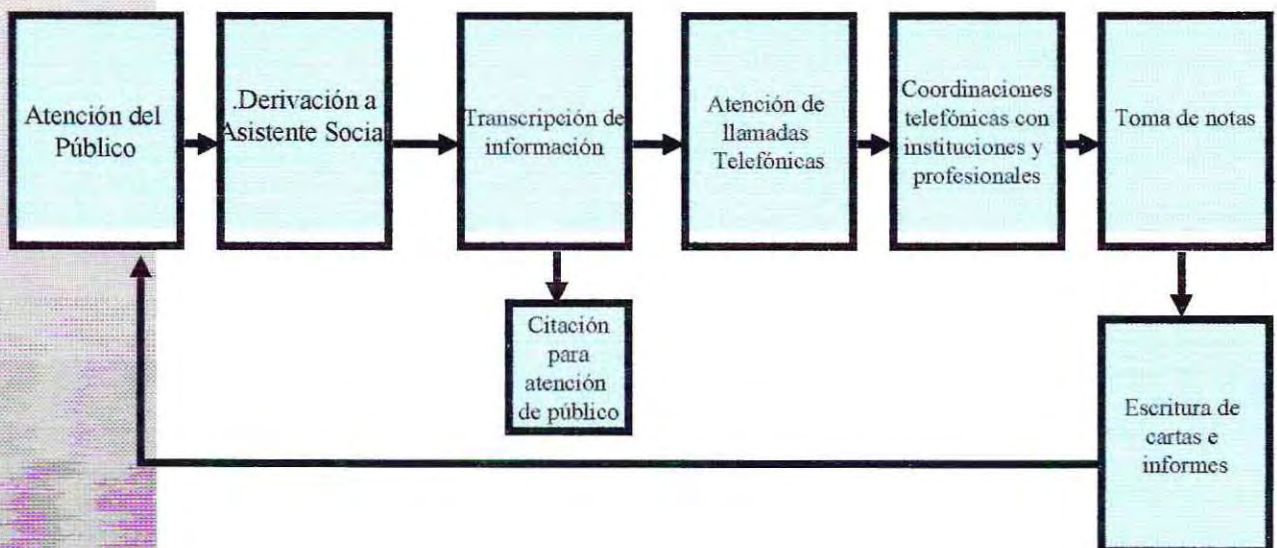 Atención del
Público
.Derivación a
Asistente Social
Transcripción de
información
Atención de
llamadas
Telefónicas
Coordinaciones
telefónicas con
instituciones y
profesionales
Toma de notas
Citación
para
atención
de público
Escritura de
cartas e
informes